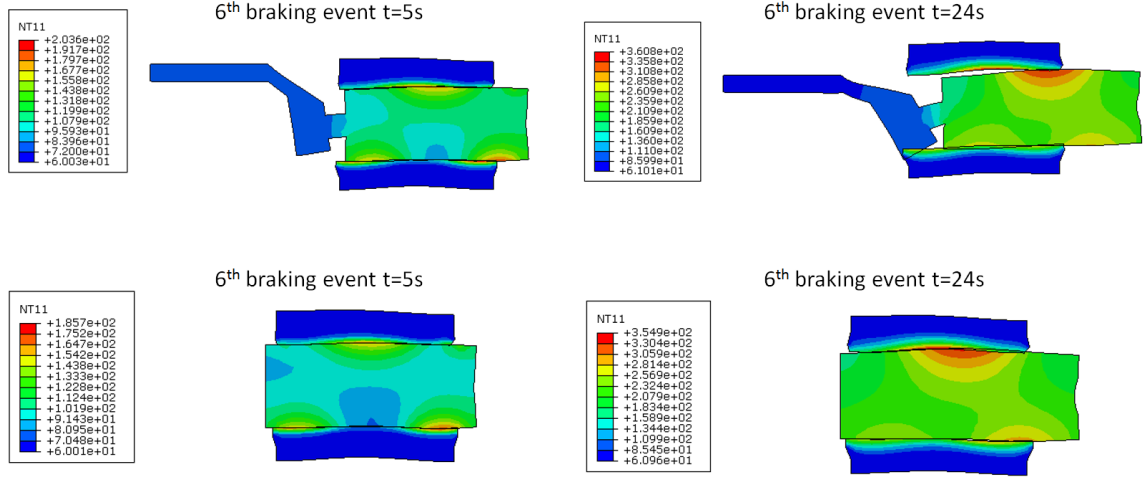 6th braking event t=5s
NT11
+2.036e+02
+1.917e+02
+1.797e+02
+1.677e+02
+1.558e+02
+1.438e+02
+1.318e+02
+1.199e+02
+1.079e+02
+9.593e+01
+8.396e+01
+7.200e+01
+6.003e+01
6th braking event t=24s
NT11
+3.608e+02
+3.358e+02
+3.108e+02
+2.858e+02
+2.609e+02
+2.359e+02
+2.109e+02
+1.859e+02
+1.609e+02
+1.360e+02
+1.110e+02
+8.599e+01
+6.101e+01
6th braking event t=5s
NT11
+1.857e+02
+1.752e+02
+1.647e+02
+1.542e+02
+1.438e+02
+1.333e+02
+1.228e+02
+1.124e+02
+1.019e+02
+9.143e+01
+8.095e+01
+7.048e+01
+6.001e+01
6th braking event t=24s
NT11
+3.549e+02
+3.304e+02
+3.059e+02
+2.814e+02
+2.569e+02
+2.324e+02
+2.079e+02
+1.834e+02
+1.589e+02
+1.344e+02
+1.099e+02
+8.545e+01
+6.096e+01